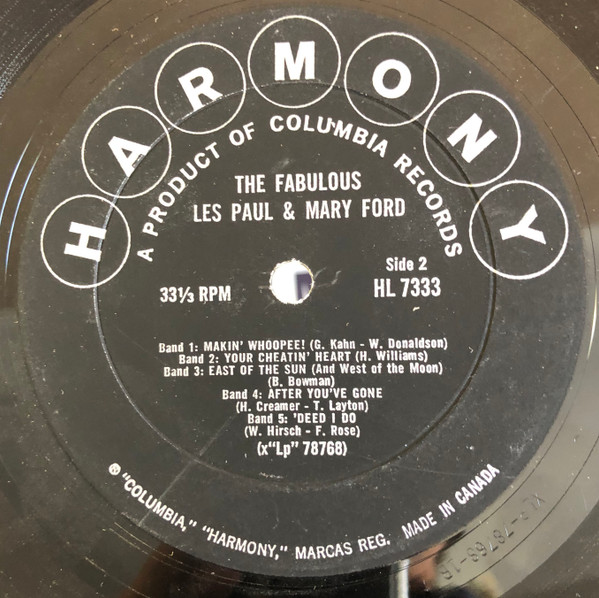 HARMONY
A PRODUCT OF COLUMBIA RECORDS
THE FABULOUS
LES PAUL & MARY FORD
33⅓ RPM
Side 2
HL 7333
Band 1: MAKIN' WHOOPEE! (G. Kahn - W. Donaldson)
Band 2: YOUR CHEATIN' HEART (H. Williams)
Band 3: EAST OF THE SUN (And West of the Moon)
(B. Bowman)
Band 4: AFTER YOU'VE GONE
(H. Creamer - T. Layton)
Band 5: 'DEED I DO
(W. Hirsch - F. Rose)
(x"Lp" 78768)
® "COLUMBIA," "HARMONY," MARCAS REG. MADE IN CANADA